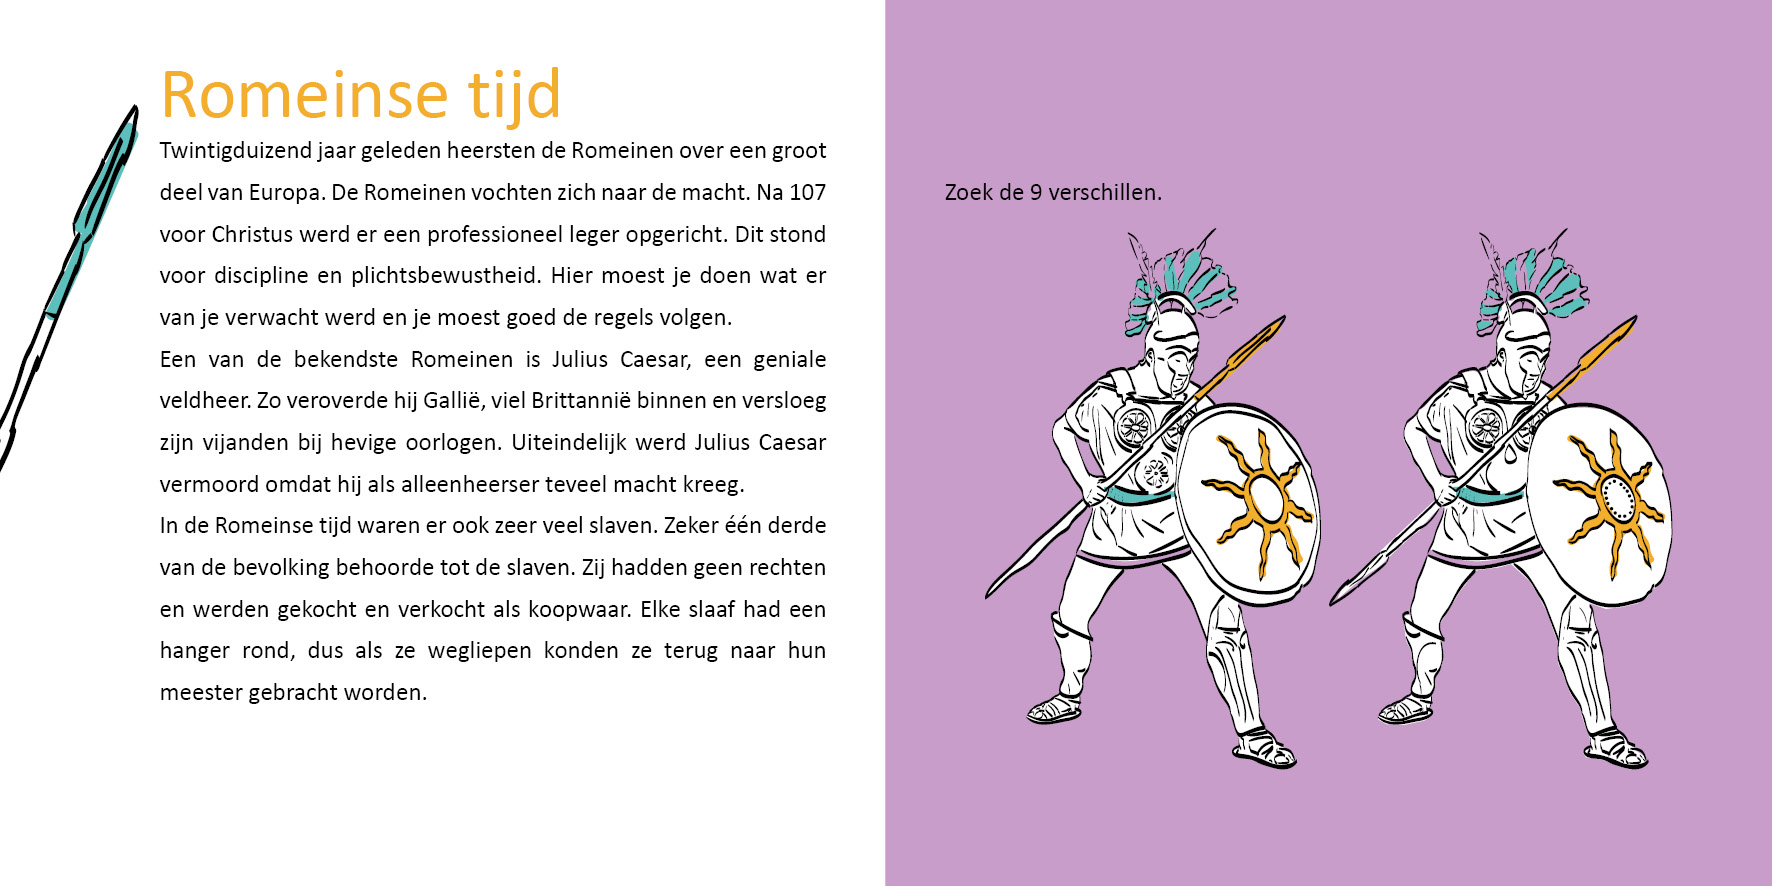 Romeinse tijd
Twintigduizend jaar geleden heersten de Romeinen over een groot
deel van Europa. De Romeinen vochten zich naar de macht. Na 107
voor Christus werd er een professioneel leger opgericht. Dit stond
voor discipline en plichtsbewustheid. Hier moest je doen wat er
van je verwacht werd en je moest goed de regels volgen.
Een van de bekendste Romeinen is Julius Caesar, een geniale
veldheer. Zo veroverde hij Gallië, viel Brittannië binnen en versloeg
zijn vijanden bij hevige oorlogen. Uiteindelijk werd Julius Caesar
vermoord omdat hij als alleenheerser teveel macht kreeg.
In de Romeinse tijd waren er ook zeer veel slaven. Zeker één derde
van de bevolking behoorde tot de slaven. Zij hadden geen rechten
en werden gekocht en verkocht als koopwaar. Elke slaaf had een
hanger rond, dus als ze wegliepen konden ze terug naar hun
meester gebracht worden.
Zoek de 9 verschillen.